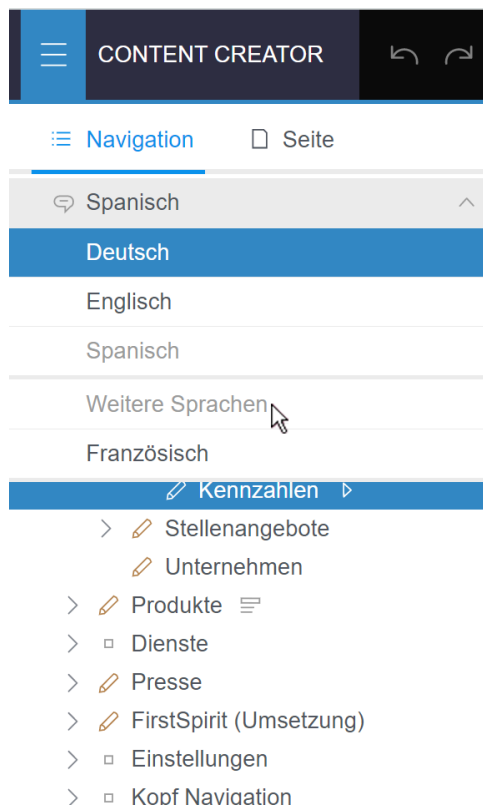 CONTENT CREATOR
Navigation Seite
Spanisch
Deutsch
Englisch
Spanisch
Weitere Sprachen
Französisch
Kennzahlen
Stellenangebote
Unternehmen
Produkte
Dienste
Presse
FirstSpirit (Umsetzung)
Einstellungen
Kopf Navigation